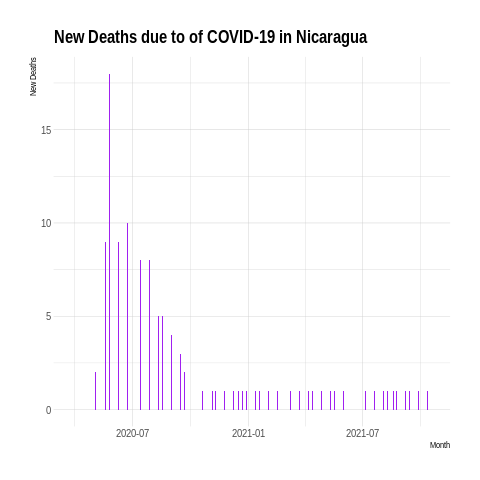 New Deaths due to of COVID-19 in Nicaragua
New Deaths
15
10
5
0
2020-07
2021-01
2021-07
Month